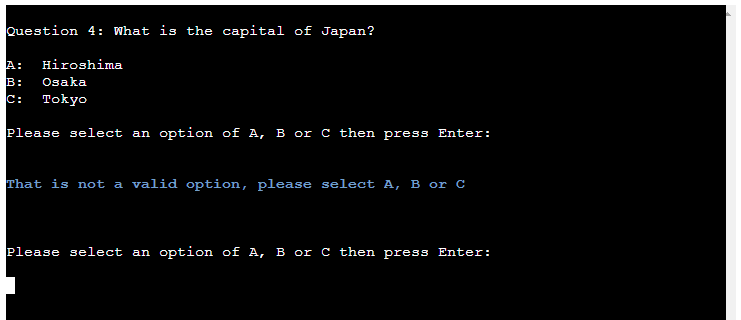 Question 4: What is the capital of Japan?
A: Hiroshima
B: Osaka
C: Tokyo
Please select an option of A, B or C then press Enter:
That is not a valid option, please select A, B or C
Please select an option of A, B or C then press Enter: